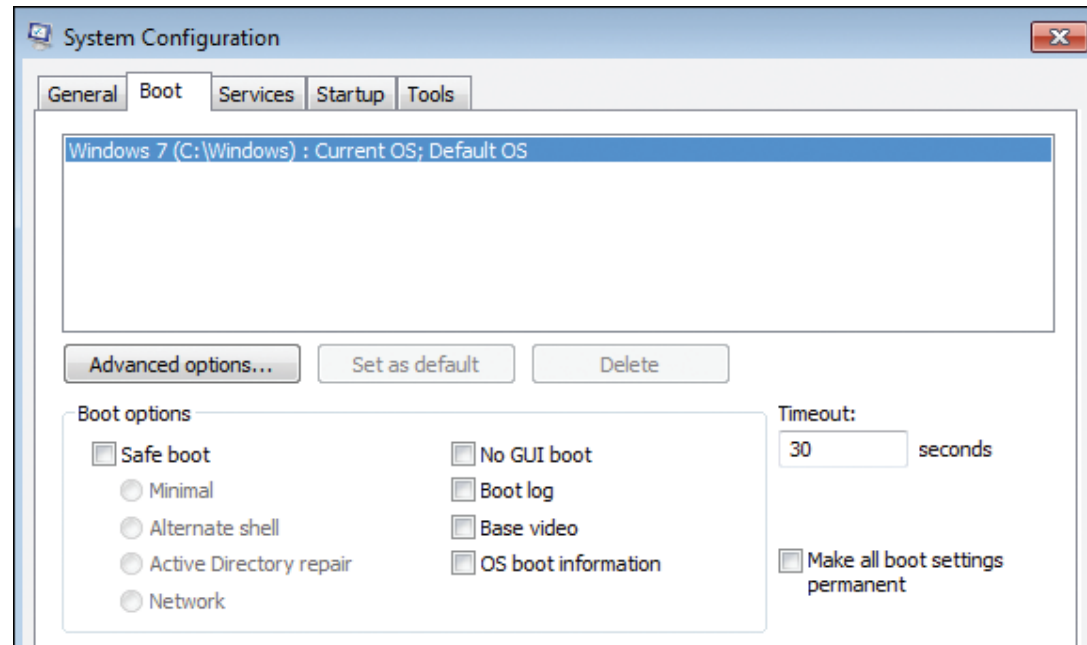 System Configuration
General Boot Services Startup Tools
Windows 7 (C:\Windows) : Current OS; Default OS
Advanced options... Set as default Delete
Boot options
Timeout:
Safe boot No GUI boot 30 seconds
Minimal Boot log
Alternate shell Base video
Active Directory repair OS boot information Make all boot settings
permanent
Network